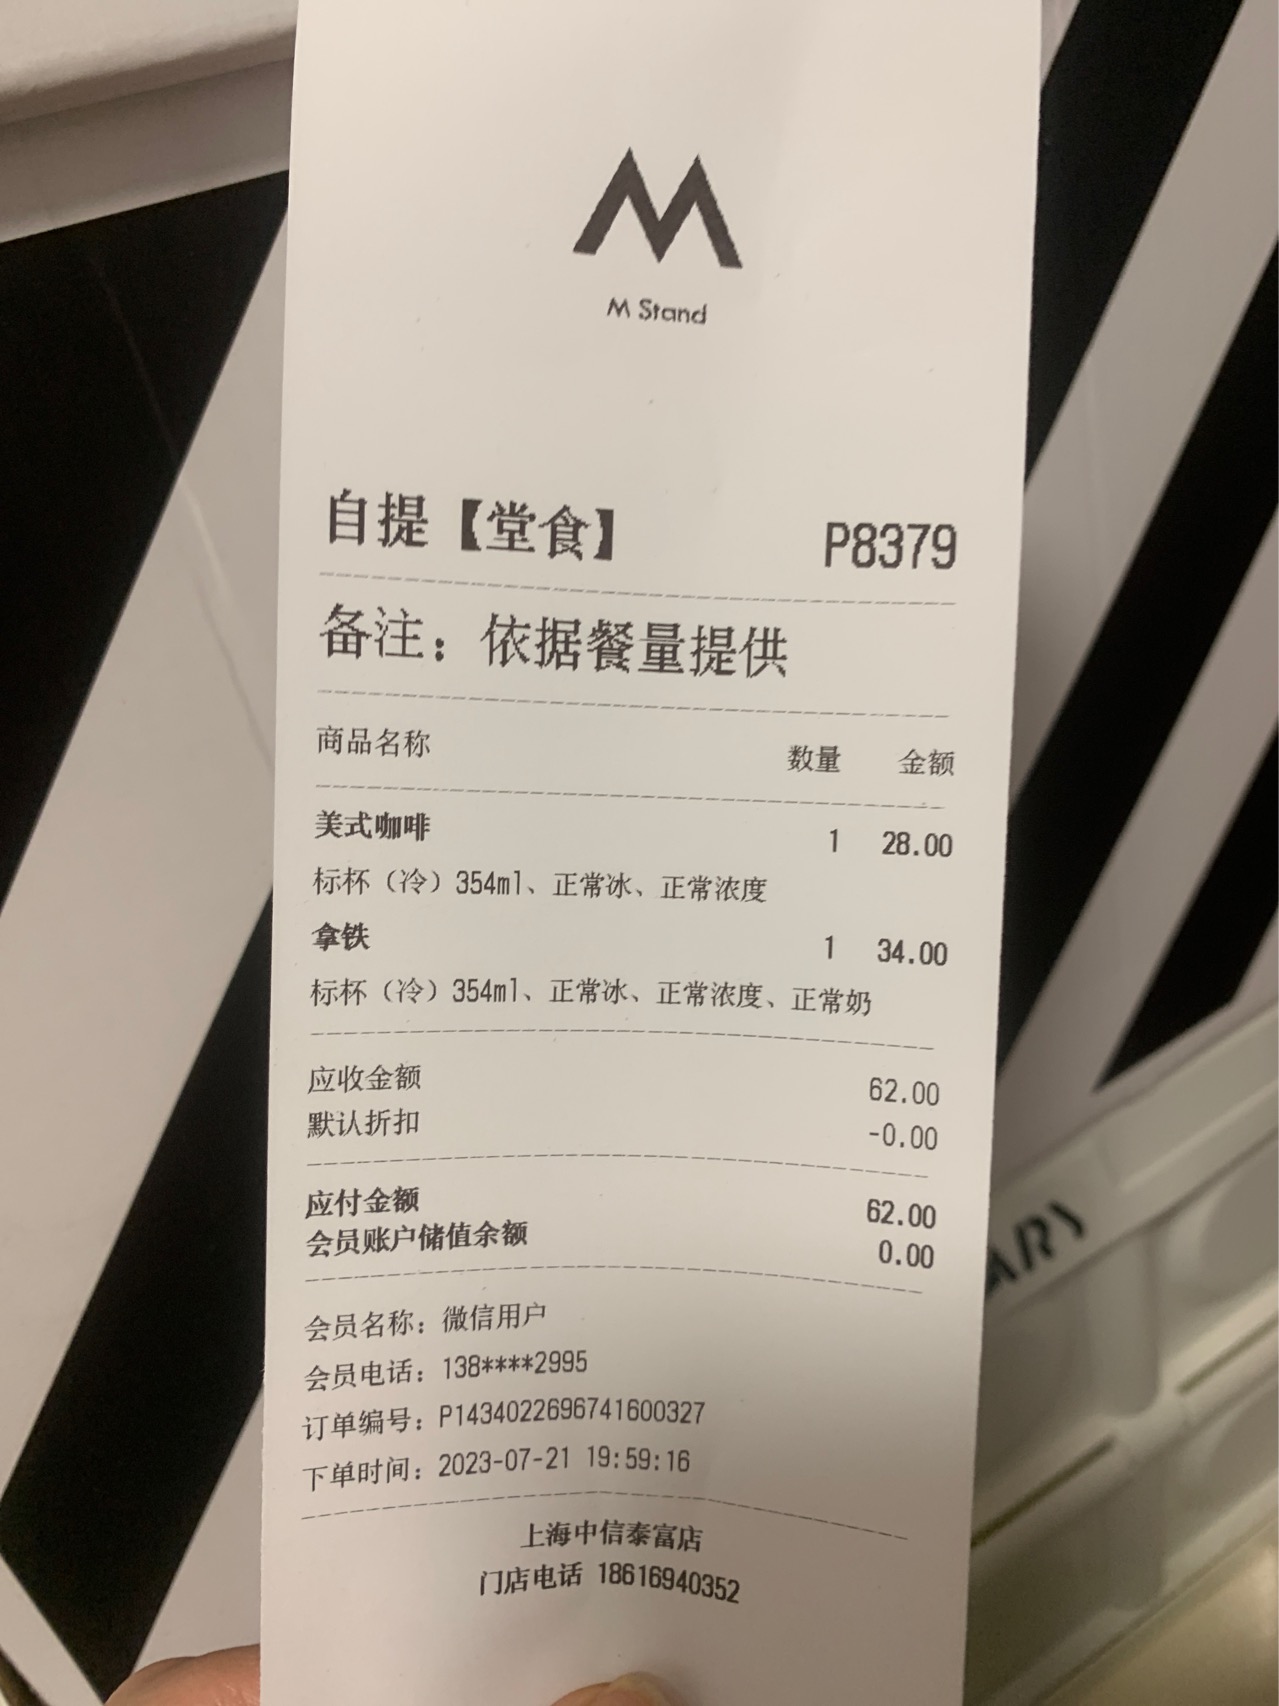 M Stand
自提【堂食】 P8379
备注：依据餐量提供
商品名称 数量 金额
美式咖啡 1 28.00
标杯（冷）354ml、正常冰、正常浓度
拿铁 1 34.00
标杯（冷）354ml、正常冰、正常浓度、正常奶
应收金额 62.00
默认折扣 -0.00
应付金额 62.00
会员账户储值余额 0.00
会员名称：微信用户
会员电话：138****2995
订单编号：P1434022696741600327
下单时间：2023-07-21 19:59:16
上海中信泰富店
门店电话 18616940352